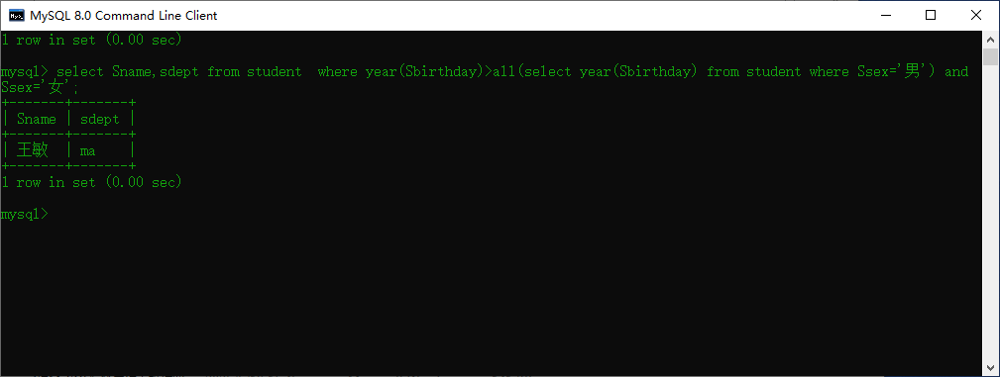 MySQL 8.0 Command Line Client
1 row in set (0.00 sec)
mysql> select Sname,sdept from student  where year(Sbirthday)>all(select year(Sbirthday) from student where Ssex='男') and
Ssex='女';
+-------+-------+
| Sname | sdept |
+-------+-------+
| 王敏  | ma    |
+-------+-------+
1 row in set (0.00 sec)
mysql>